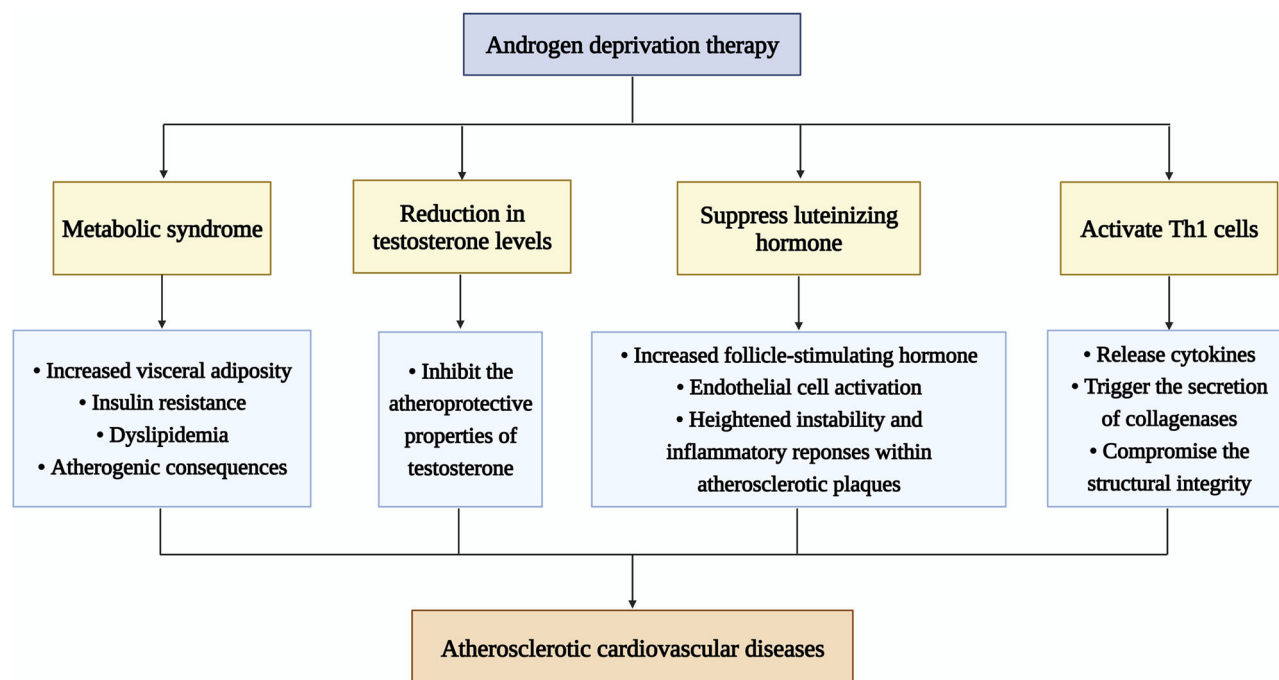 Androgen deprivation therapy
Metabolic syndrome
Reduction in
testosterone levels
Suppress luteinizing
hormone
Activate Th1 cells
• Increased visceral adiposity
• Insulin resistance
• Dyslipidemia
• Atherogenic consequences
• Inhibit the
atheroprotective
properties of
testosterone
• Increased follicle-stimulating hormone
• Endothelial cell activation
• Heightened instability and
inflammatory reponses within
atherosclerotic plaques
• Release cytokines
• Trigger the secretion
of collagenases
• Compromise the
structural integrity
Atherosclerotic cardiovascular diseases